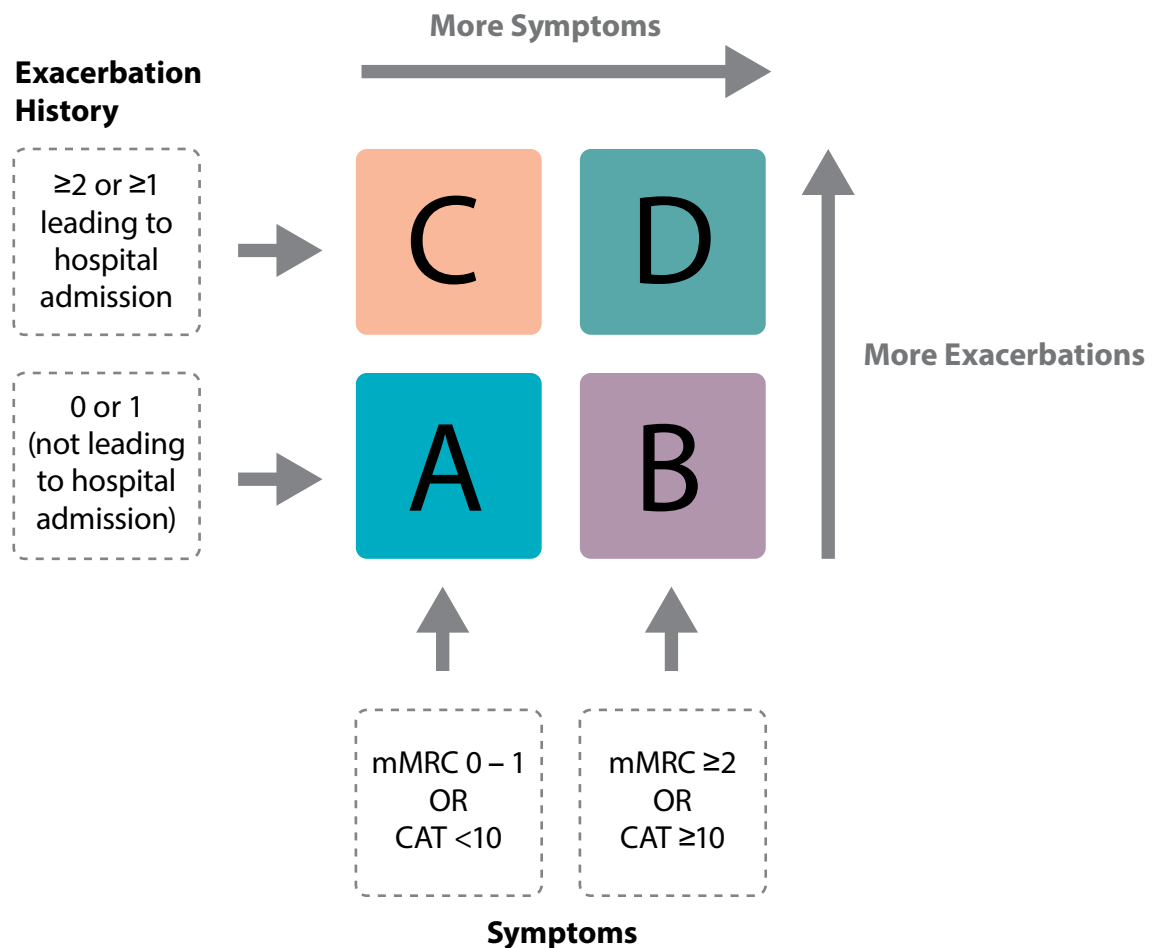 More Symptoms
Exacerbation
History
≥2 or ≥1
leading to
hospital
admission
C
D
More Exacerbations
0 or 1
(not leading
to hospital
admission)
A
B
mMRC 0 – 1
OR
CAT <10
mMRC ≥2
OR
CAT ≥10
Symptoms